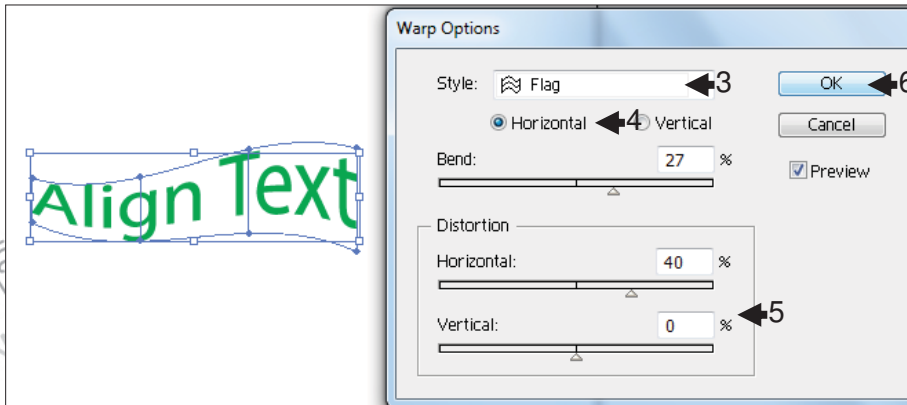 Warp Options
Style: Flag 3
OK 6
Horizontal 4 Vertical
Cancel
Align Text
Bend: 27 %
Preview
Distortion
Horizontal: 40 %
5
Vertical: 0 %